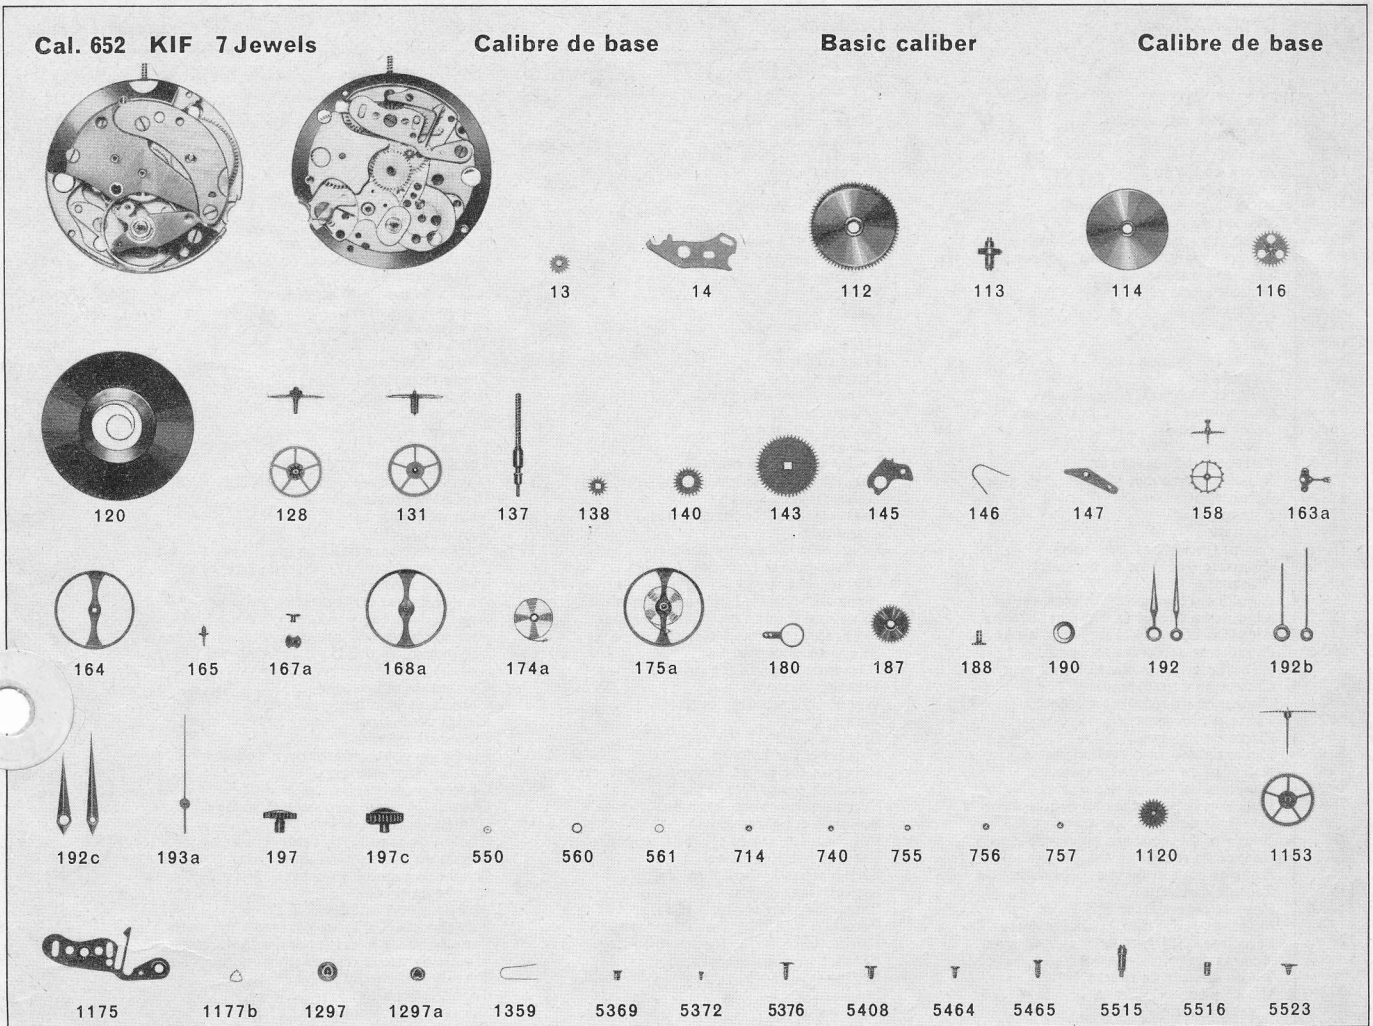 Cal. 652 KIF 7 Jewels Calibre de base Basic caliber Calibre de base
13 14 112 113 114 116
120 128 131 137 138 140 143 145 146 147 158 163a
164 165 167a 168a 174a 175a 180 187 188 190 192 192b
192c 193a 197 197c 550 560 561 714 740 755 756 757 1120 1153
1175 1177b 1297 1297a 1359 5369 5372 5376 5408 5464 5465 5515 5516 5523